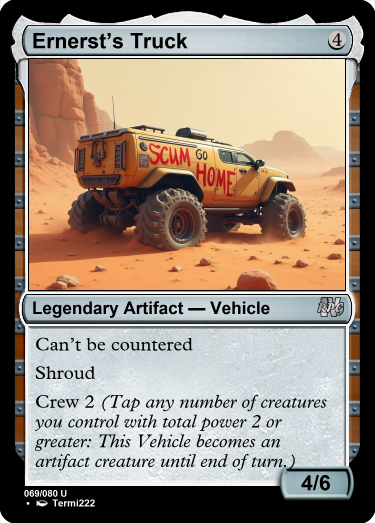 Ernerst's Truck
4
SCUM GO
HOME
Legendary Artifact — Vehicle
Can't be countered
Shroud
Crew 2 (Tap any number of creatures
you control with total power 2 or
greater: This Vehicle becomes an
artifact creature until end of turn.)
4/6
069/080 U
• Termi222